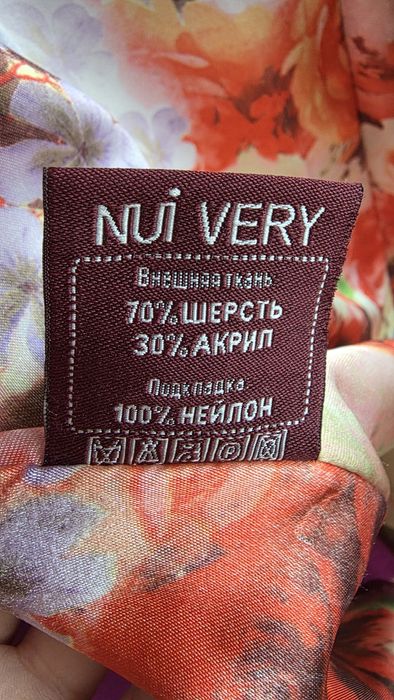 NUi VERY
Внешняя ткань
70% ШЕРСТЬ
30% АКРИЛ
Подкладка
100% НЕЙЛОН